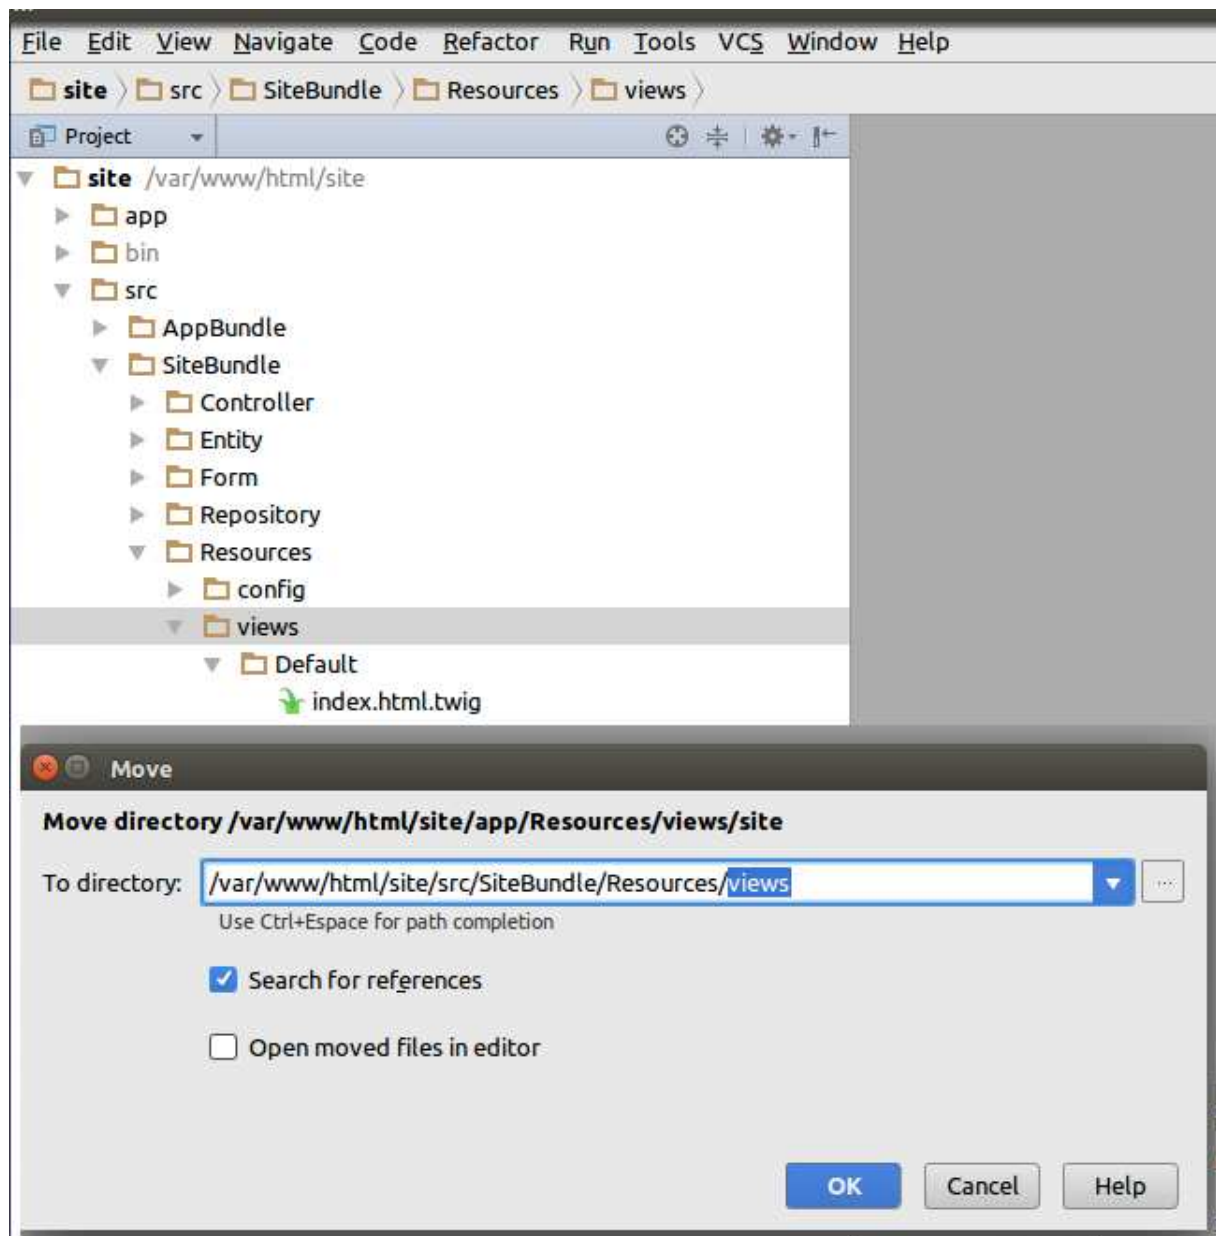 File Edit View Navigate Code Refactor Run Tools VCS Window Help
site src SiteBundle Resources views
Project
site /var/www/html/site
app
bin
src
AppBundle
SiteBundle
Controller
Entity
Form
Repository
Resources
config
views
Default
index.html.twig
Move
Move directory /var/www/html/site/app/Resources/views/site
To directory: /var/www/html/site/src/SiteBundle/Resources/views ...
Use Ctrl+Espace for path completion
Search for references
Open moved files in editor
OK Cancel Help